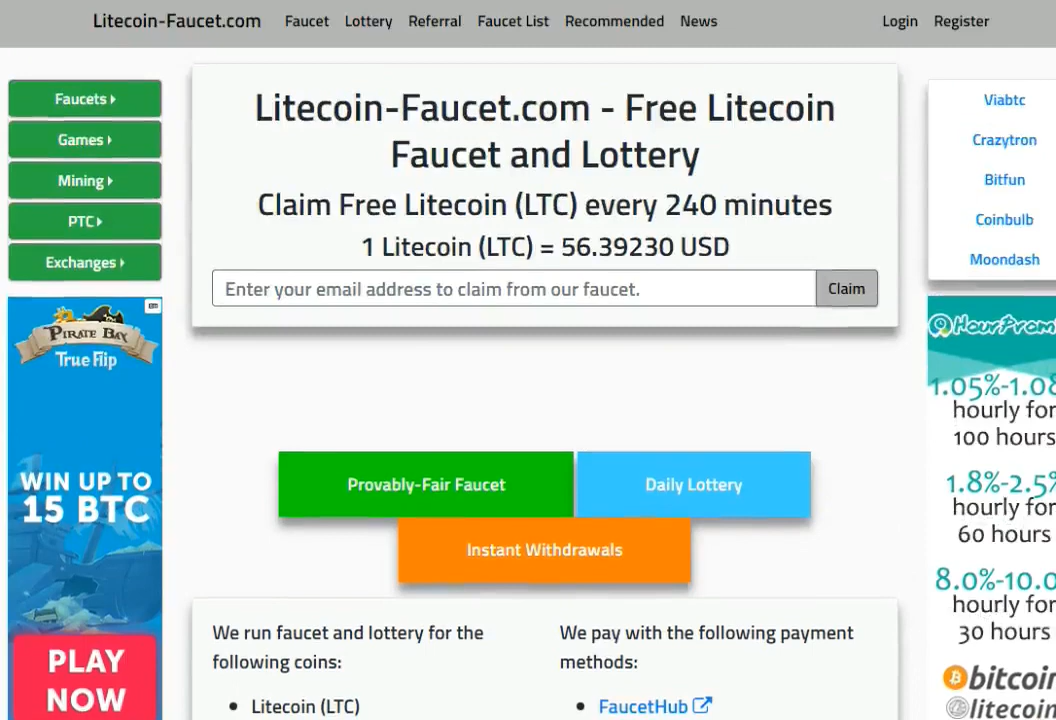 Litecoin-Faucet.com Faucet Lottery Referral Faucet List Recommended News Login Register
Faucets
Games
Mining
PTC
Exchanges
PIRATE BAY
True Flip
WIN UP TO
15 BTC
PLAY
NOW
Litecoin-Faucet.com - Free Litecoin
Faucet and Lottery
Claim Free Litecoin (LTC) every 240 minutes
1 Litecoin (LTC) = 56.39230 USD
Enter your email address to claim from our faucet. Claim
Provably-Fair Faucet Daily Lottery
Instant Withdrawals
We run faucet and lottery for the
following coins:
• Litecoin (LTC)
We pay with the following payment
methods:
• FaucetHub
Viabtc
Crazytron
Bitfun
Coinbulb
Moondash
1.05%-1.08
hourly for
100 hours
1.8%-2.5%
hourly for
60 hours
8.0%-10.0
hourly for
30 hours
bitcoin
litecoin